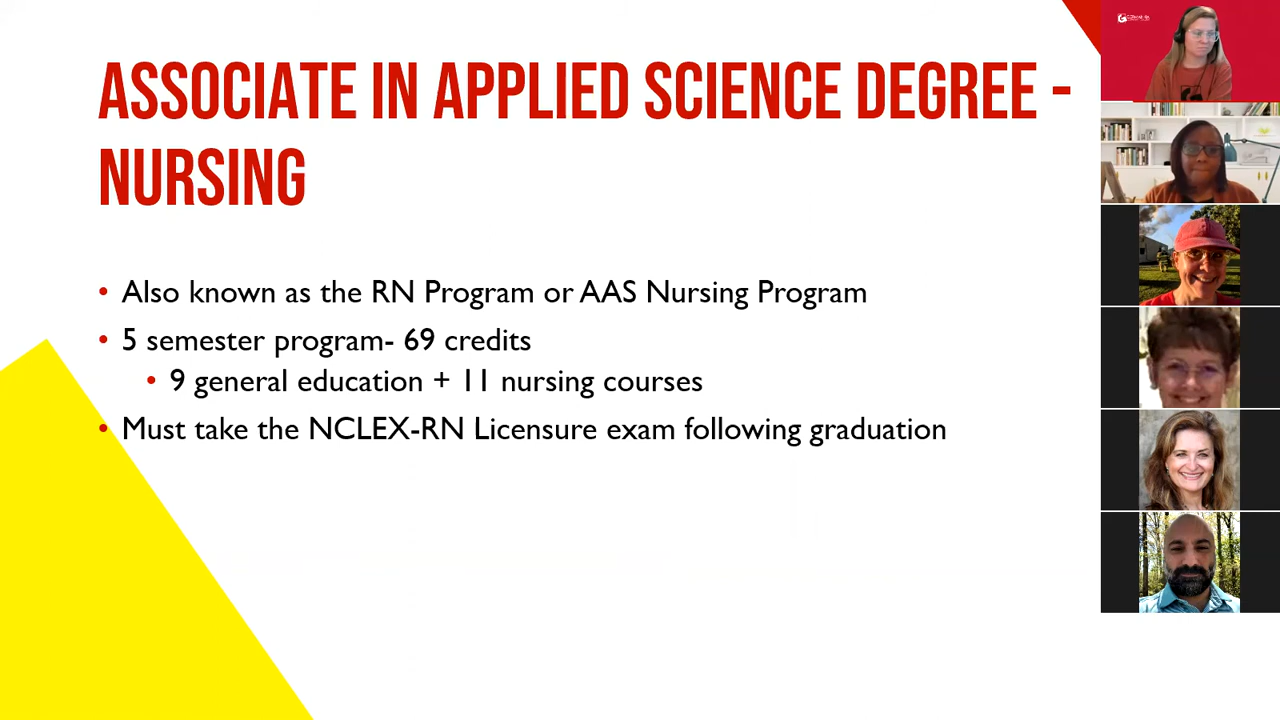 ASSOCIATE IN APPLIED SCIENCE DEGREE -
NURSING
• Also known as the RN Program or AAS Nursing Program
• 5 semester program- 69 credits
• 9 general education + 11 nursing courses
• Must take the NCLEX-RN Licensure exam following graduation